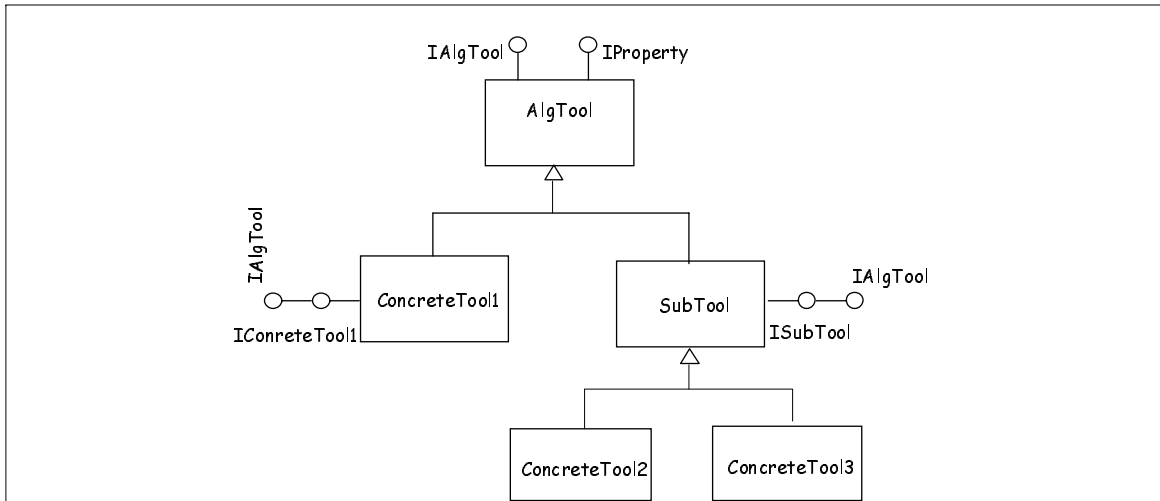 IAlgTool
IProperty
AlgTool
IAlgTool
ConcreteTool1
IConreteTool1
SubTool
IAlgTool
ISubTool
ConcreteTool2
ConcreteTool3